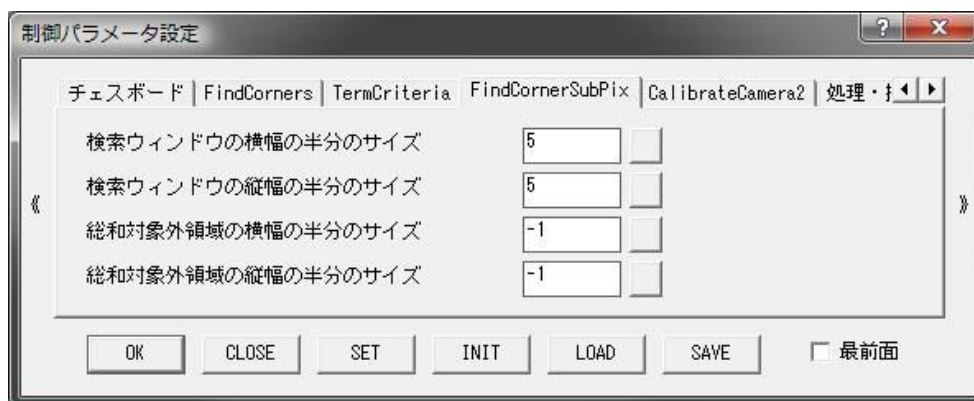 制御パラメータ設定
チェスボード FindCorners TermCriteria FindCornerSubPix CalibrateCamera2 処理・
検索ウィンドウの横幅の半分のサイズ 5
検索ウィンドウの縦幅の半分のサイズ 5
総和対象外領域の横幅の半分のサイズ -1
総和対象外領域の縦幅の半分のサイズ -1
《 》
OK CLOSE SET INIT LOAD SAVE 最前面